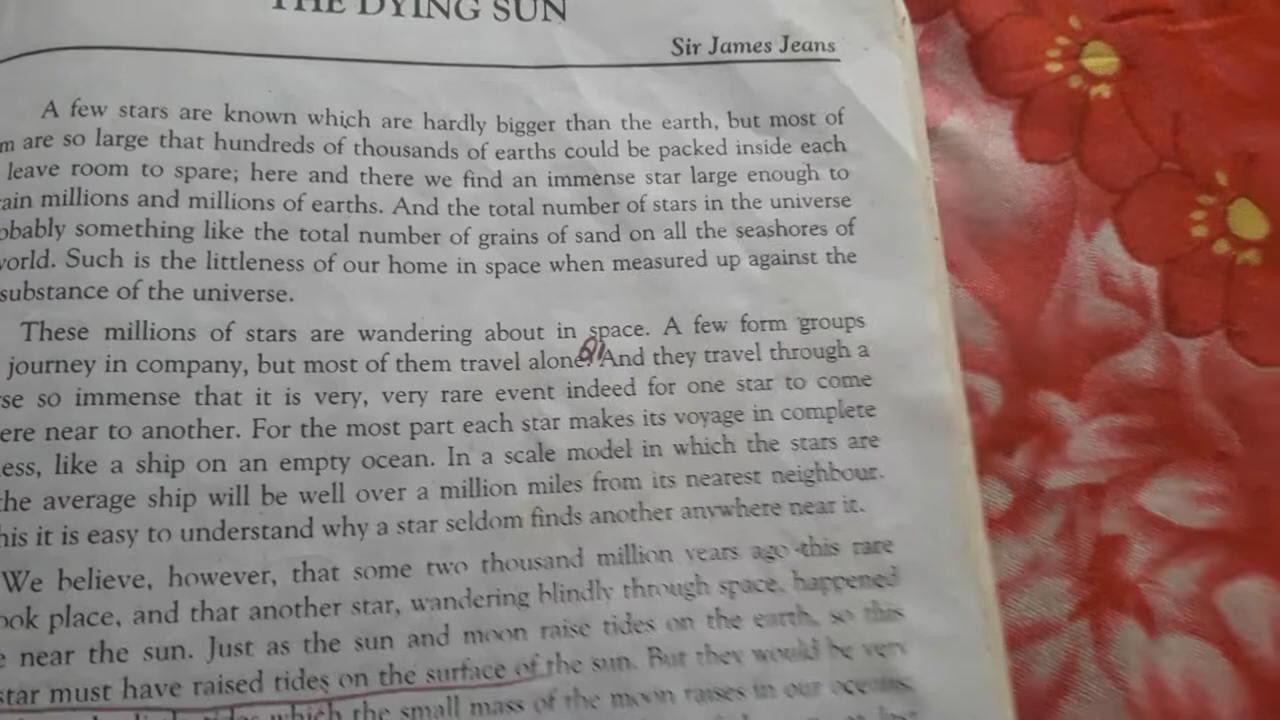 THE DYING SUN
Sir James Jeans
A few stars are known which are hardly bigger than the earth, but most of
are so large that hundreds of thousands of earths could be packed inside each
leave room to spare; here and there we find an immense star large enough to
millions and millions of earths. And the total number of stars in the universe
something like the total number of grains of sand on all the seashores of
Such is the littleness of our home in space when measured up against the
substance of the universe.
These millions of stars are wandering about in space. A few form groups
journey in company, but most of them travel alone. And they travel through a
so immense that it is very, very rare event indeed for one star to come
near to another. For the most part each star makes its voyage in complete
like a ship on an empty ocean. In a scale model in which the stars are
the average ship will be well over a million miles from its nearest neighbour.
it is easy to understand why a star seldom finds another anywhere near it.
We believe, however, that some two thousand million years ago this rare
place, and that another star, wandering blindly through space, happened
near the sun. Just as the sun and moon raise tides on the earth, so this
star must have raised tides on the surface of the sun. But they would be very
which the small mass of the moon raises in our oceans;